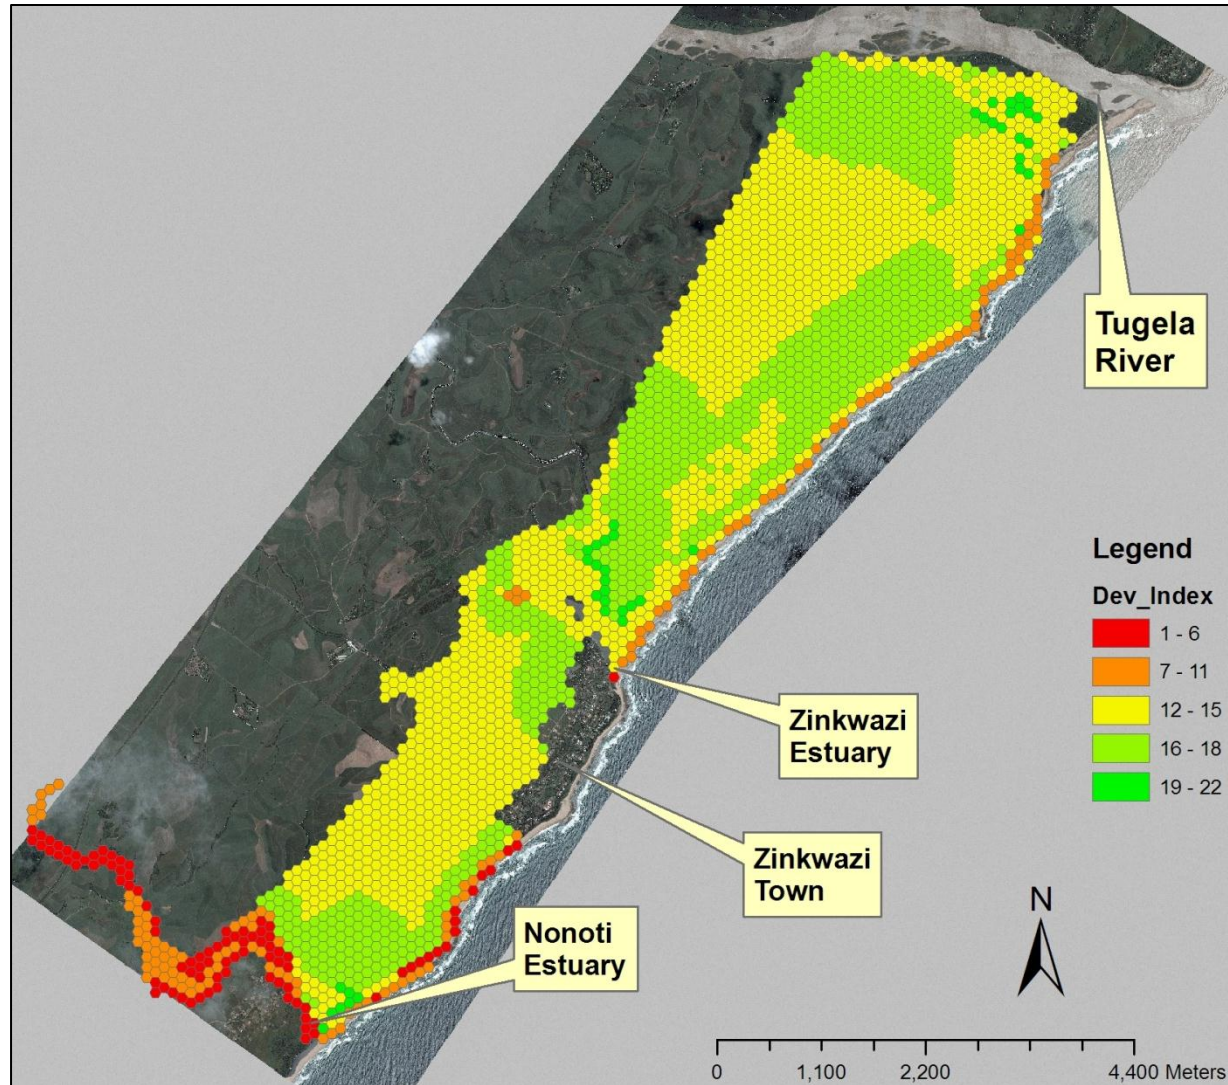 Tugela
River
Legend
Dev_Index
1 - 6
7 - 11
12 - 15
16 - 18
19 - 22
Zinkwazi
Estuary
Zinkwazi
Town
Nonoti
Estuary
N
0 1,100 2,200 4,400 Meters